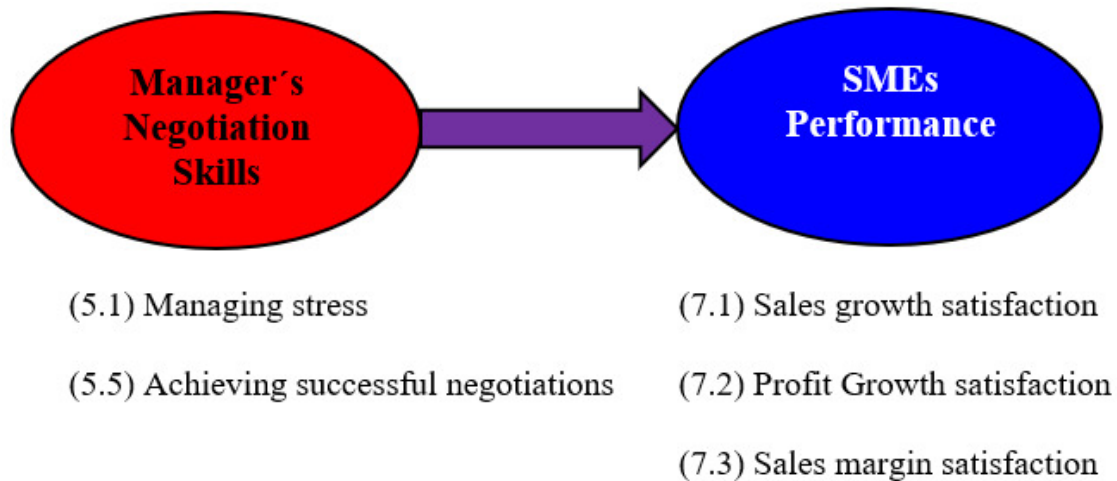 Manager´s
Negotiation
Skills
SMEs
Performance
(5.1) Managing stress
(5.5) Achieving successful negotiations
(7.1) Sales growth satisfaction
(7.2) Profit Growth satisfaction
(7.3) Sales margin satisfaction